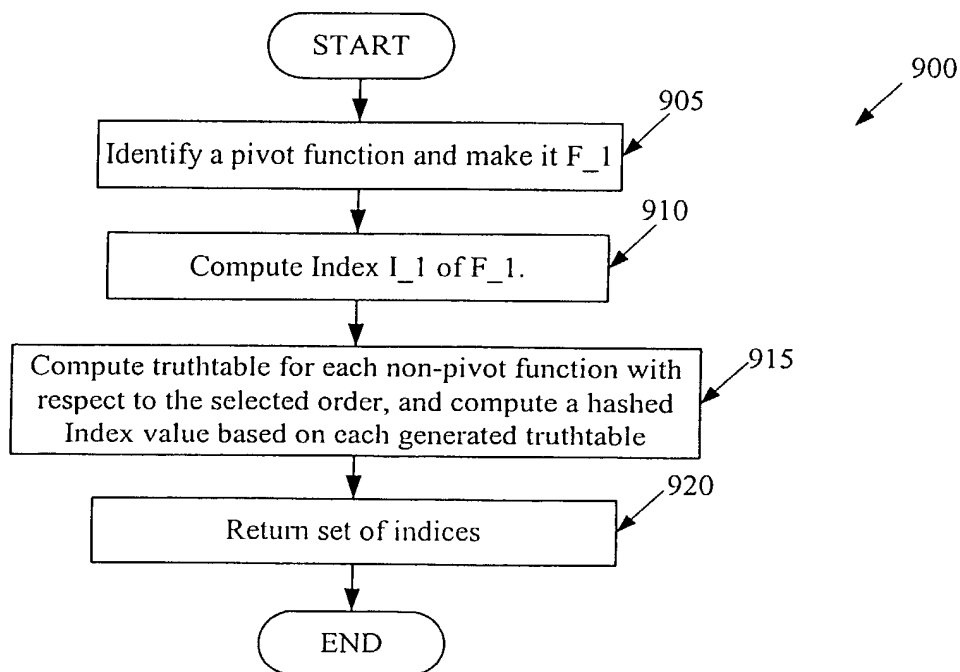 START
900
905
Identify a pivot function and make it F_1
910
Compute Index I_1 of F_1.
915
Compute truthtable for each non-pivot function with
respect to the selected order, and compute a hashed
Index value based on each generated truthtable
920
Return set of indices
END